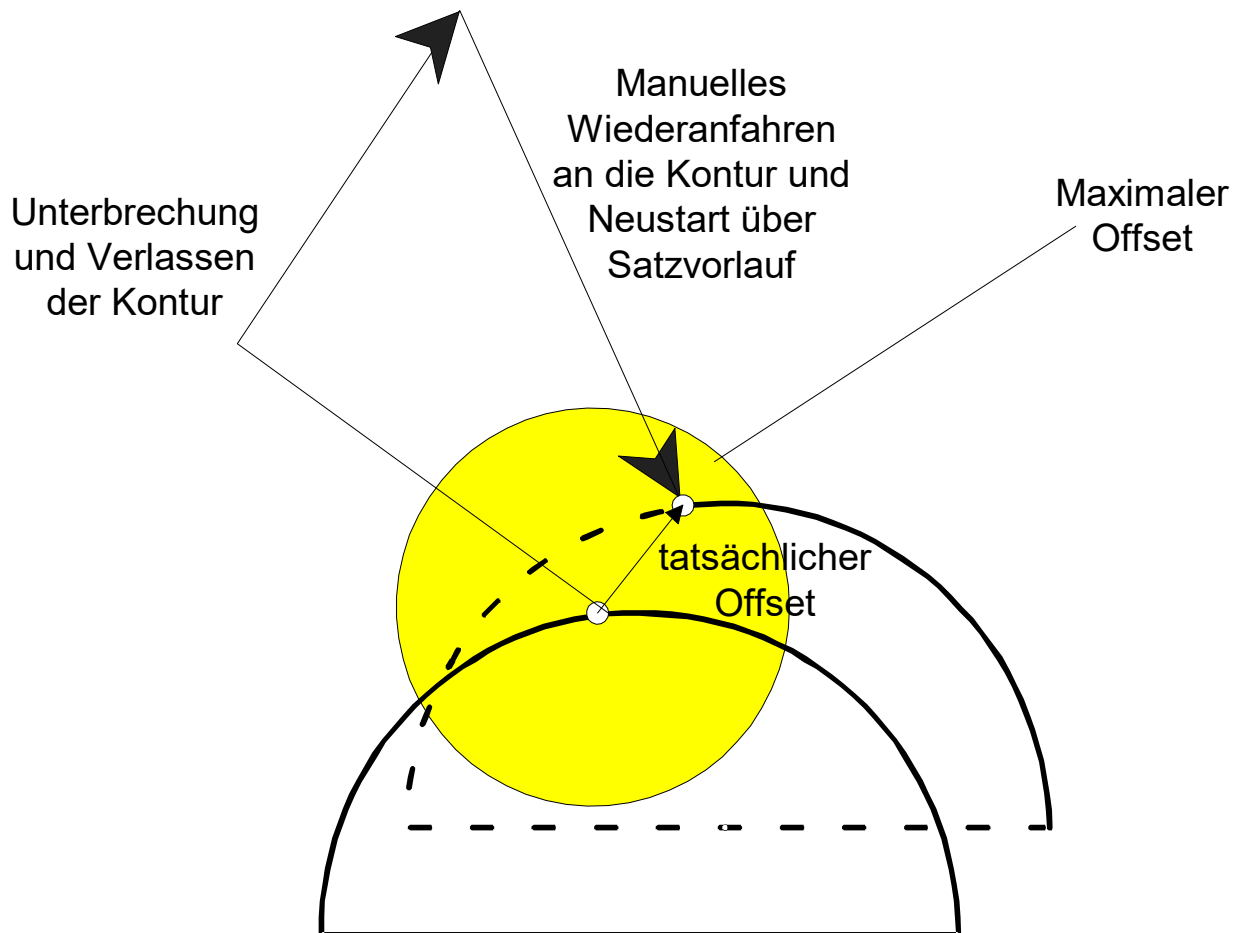 Manuelles
Wiederanfahren
an die Kontur und
Neustart über
Satzvorlauf
Unterbrechung
und Verlassen
der Kontur
Maximaler
Offset
tatsächlicher
Offset